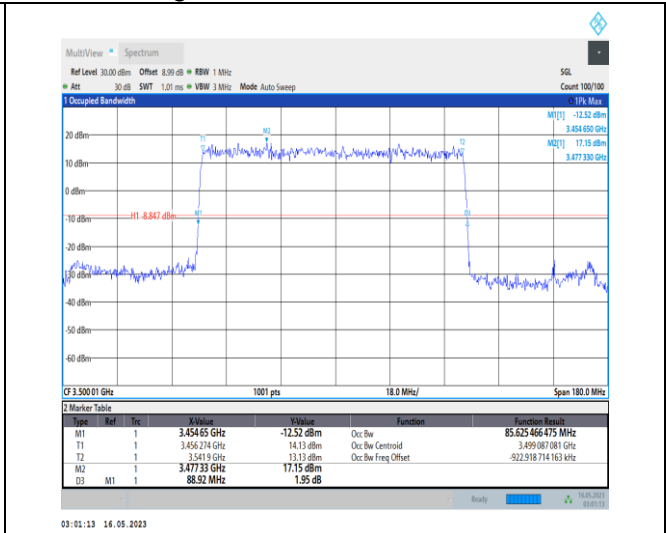 MultiView Spectrum
Ref Level 30.00 dBm Offset 8.99 dB RBW 1 MHz SGL
Att 30 dB SWT 1.01 ms VBW 3 MHz Mode Auto Sweep Count 100/100
1 Occupied Bandwidth 1Pk Max
M1[1] -12.52 dBm
3.454 650 GHz
M2[1] 17.15 dBm
3.477 330 GHz
20 dBm
T1
M2
10 dBm
0 dBm
-10 dBm
H1 -8.847 dBm
M1
D3
-20 dBm
-30 dBm
-40 dBm
-50 dBm
-60 dBm
CF 3.500 01 GHz 1001 pts 18.0 MHz/ Span 180.0 MHz
2 Marker Table
Type Ref Trc X-Value Y-Value Function Function Result
M1 1 3.454 65 GHz -12.52 dBm Occ Bw 85.625 466 475 MHz
T1 1 3.456 274 GHz 14.13 dBm Occ Bw Centroid 3.499 087 081 GHz
T2 1 3.541 9 GHz 13.13 dBm Occ Bw Freq Offset -922.918 714 163 kHz
M2 1 3.477 33 GHz 17.15 dBm
D3 M1 1 88.92 MHz 1.95 dB
Ready 16.05.2023
03:01:13
03:01:13 16.05.2023